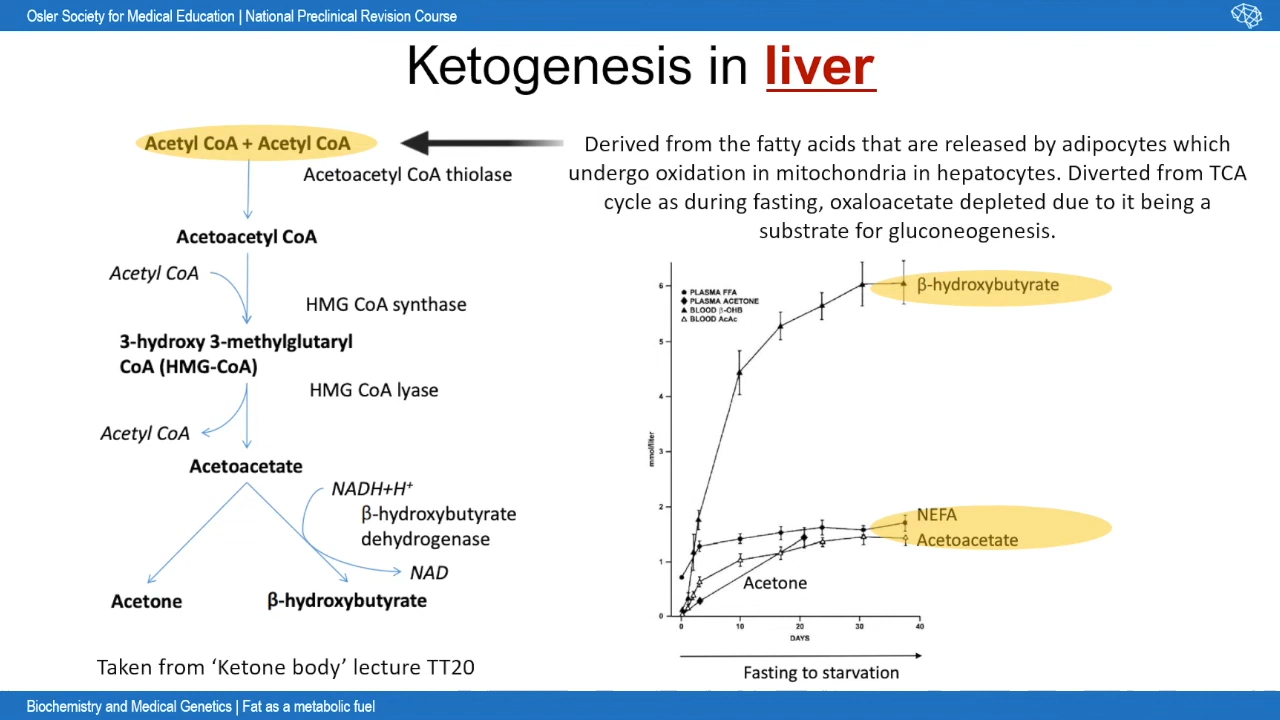 Osler Society for Medical Education | National Preclinical Revision Course
Ketogenesis in liver
Acetyl CoA + Acetyl CoA
Acetoacetyl CoA thiolase
Acetoacetyl CoA
Acetyl CoA
HMG CoA synthase
3-hydroxy 3-methylglutaryl
CoA (HMG-CoA)
HMG CoA lyase
Acetyl CoA
Acetoacetate
NADH+H⁺
β-hydroxybutyrate
dehydrogenase
NAD
Acetone
β-hydroxybutyrate
Taken from ‘Ketone body’ lecture TT20
Derived from the fatty acids that are released by adipocytes which
undergo oxidation in mitochondria in hepatocytes. Diverted from TCA
cycle as during fasting, oxaloacetate depleted due to it being a
substrate for gluconeogenesis.
PLASMA FFA
PLASMA ACETONE
BLOOD β-OHB
BLOOD AcAc
β-hydroxybutyrate
NEFA
Acetoacetate
Acetone
mmol/liter
6
5
4
3
2
1
0
0 10 20 30 40
DAYS
Fasting to starvation
Biochemistry and Medical Genetics | Fat as a metabolic fuel